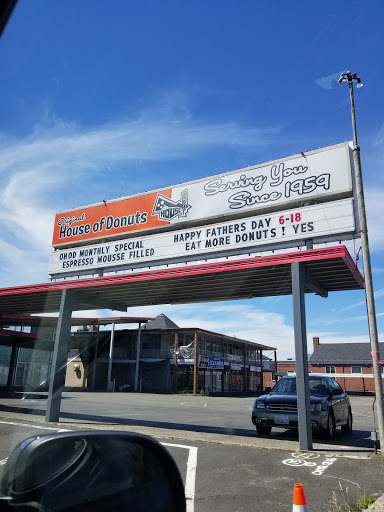 Original
House of Donuts
HOUSE
Serving You
Since 1959
OHOD MONTHLY SPECIAL
ESPRESSO MOUSSE FILLED
HAPPY FATHERS DAY 6-18
EAT MORE DONUTS ! YES